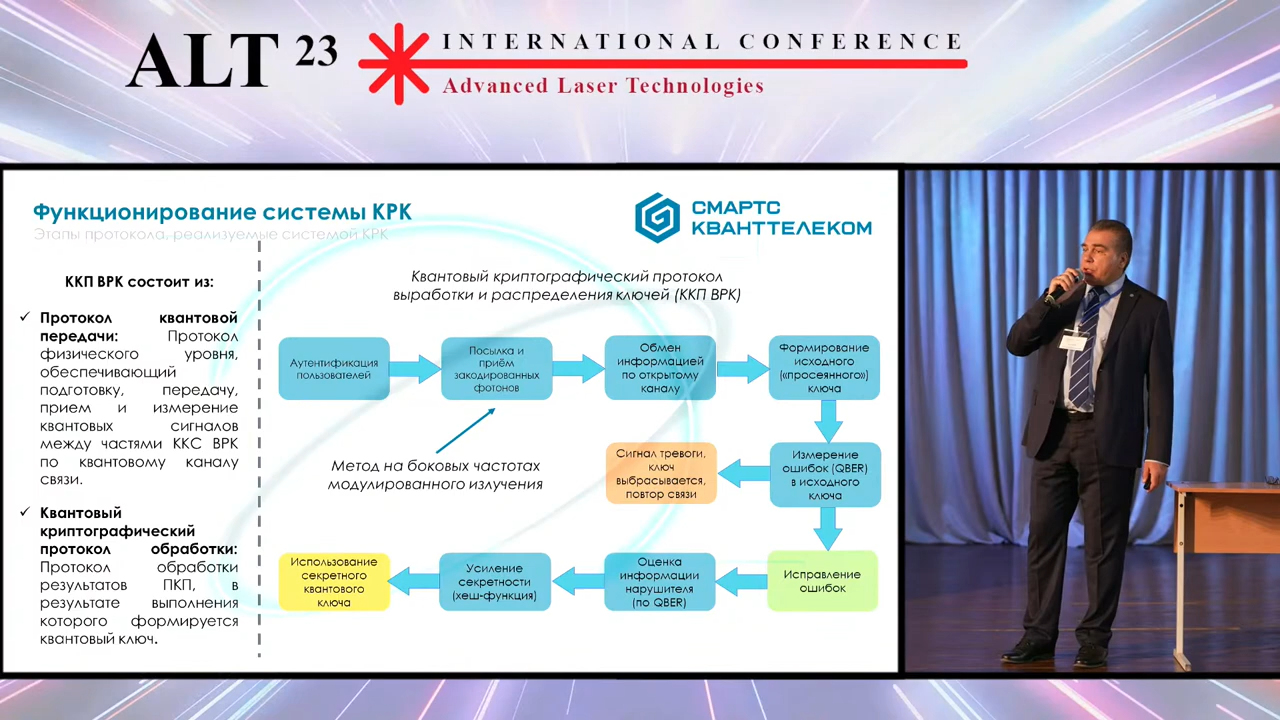 ALT 23
INTERNATIONAL CONFERENCE
Advanced Laser Technologies
Функционирование системы КРК
Этапы протокола, реализуемые системой КРК
СМАРТС
КВАНТТЕЛЕКОМ
ККП ВРК состоит из:
✓ Протокол квантовой
передачи: Протокол
физического уровня,
обеспечивающий
подготовку, передачу,
прием и измерение
квантовых сигналов
между частями ККС ВРК
по квантовому каналу
связи.
✓ Квантовый
криптографический
протокол обработки:
Протокол обработки
результатов ПКП, в
результате выполнения
которого формируется
квантовый ключ.
Квантовый криптографический протокол
выработки и распределения ключей (ККП ВРК)
Аутентификация
пользователей
Посылка и
приём
закодированных
фотонов
Обмен
информацией
по открытому
каналу
Формирование
исходного
(«просеянного»)
ключа
Метод на боковых частотах
модулированного излучения
Сигнал тревоги,
ключ
выбрасывается,
повтор связи
Измерение
ошибок (QBER)
в исходного
ключа
Использование
секретного
квантового
ключа
Усиление
секретности
(хеш-функция)
Оценка
информации
нарушителя
(по QBER)
Исправление
ошибок